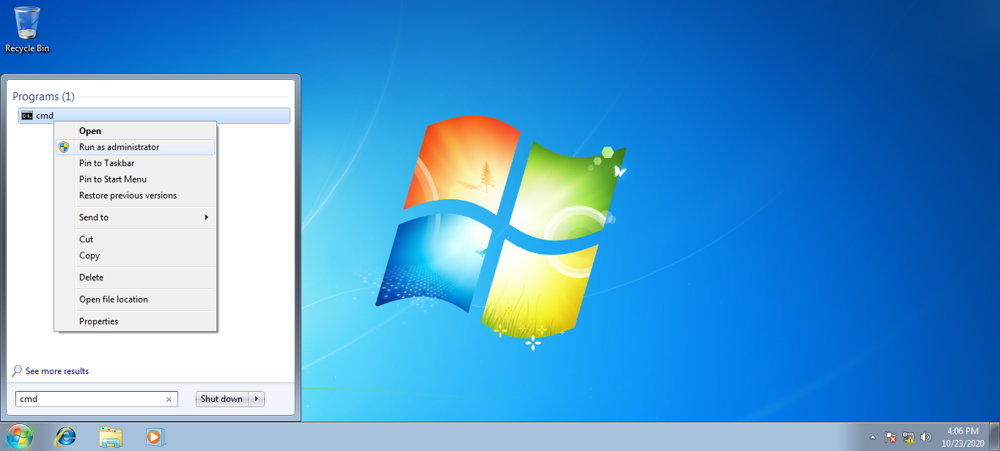 Recycle Bin
Programs (1)
cmd
Open
Run as administrator
Pin to Taskbar
Pin to Start Menu
Restore previous versions
Send to
Cut
Copy
Delete
Open file location
Properties
See more results
cmd
Shut down
4:06 PM
10/23/2020